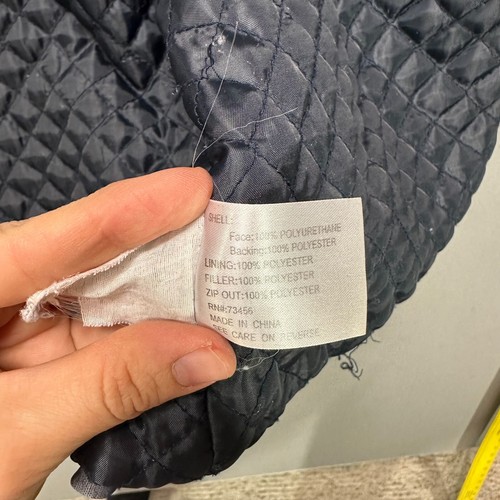 SHELL:
Face:100% POLYURETHANE
Backing:100% POLYESTER
LINING:100% POLYESTER
FILLER:100% POLYESTER
ZIP OUT:100% POLYESTER
RN#:73456
MADE IN CHINA
SEE CARE ON REVERSE